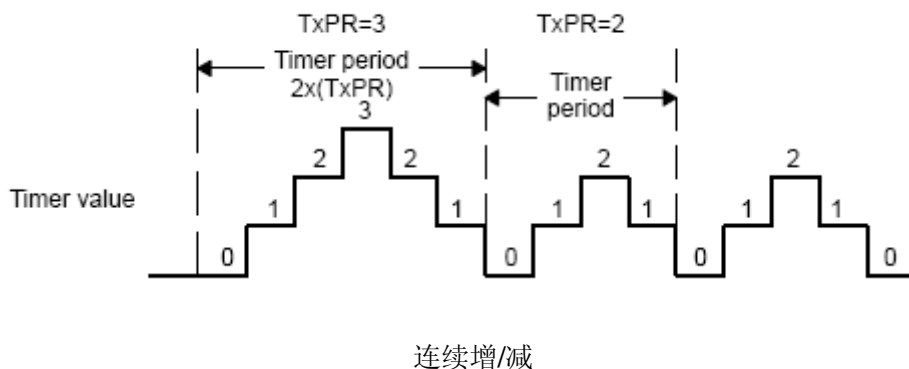 TxPR=3
TxPR=2
Timer period
2x(TxPR)
Timer
period
3
2
2
2
2
Timer value
1
1
1
1
1
1
0
0
0
0
连续增/减